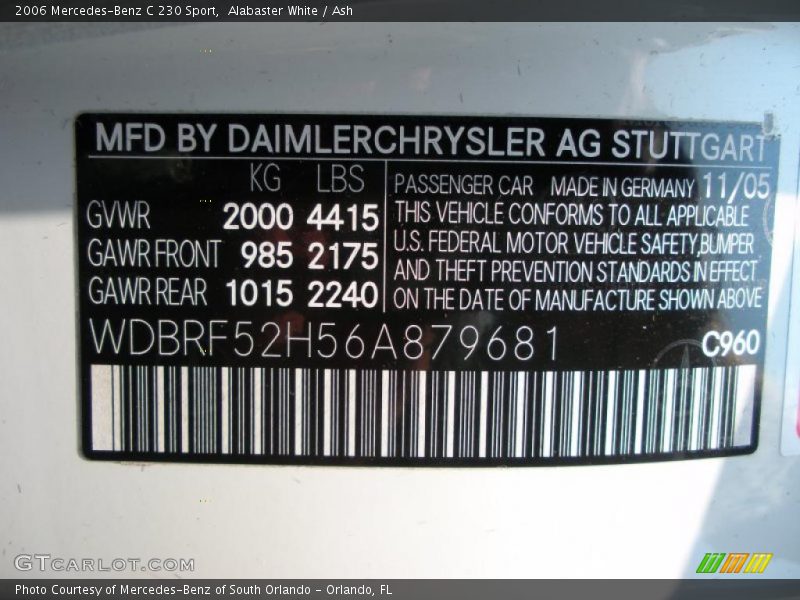 2006 Mercedes-Benz C 230 Sport,  Alabaster White / Ash
MFD BY DAIMLERCHRYSLER AG STUTTGART
KG LBS
GVWR 2000 4415
GAWR FRONT 985 2175
GAWR REAR 1015 2240
PASSENGER CAR MADE IN GERMANY 11/05
THIS VEHICLE CONFORMS TO ALL APPLICABLE
U.S. FEDERAL MOTOR VEHICLE SAFETY, BUMPER
AND THEFT PREVENTION STANDARDS IN EFFECT
ON THE DATE OF MANUFACTURE SHOWN ABOVE
WDBRF52H56A879681 C960
GTCARLOT.COM
Photo Courtesy of Mercedes-Benz of South Orlando - Orlando, FL